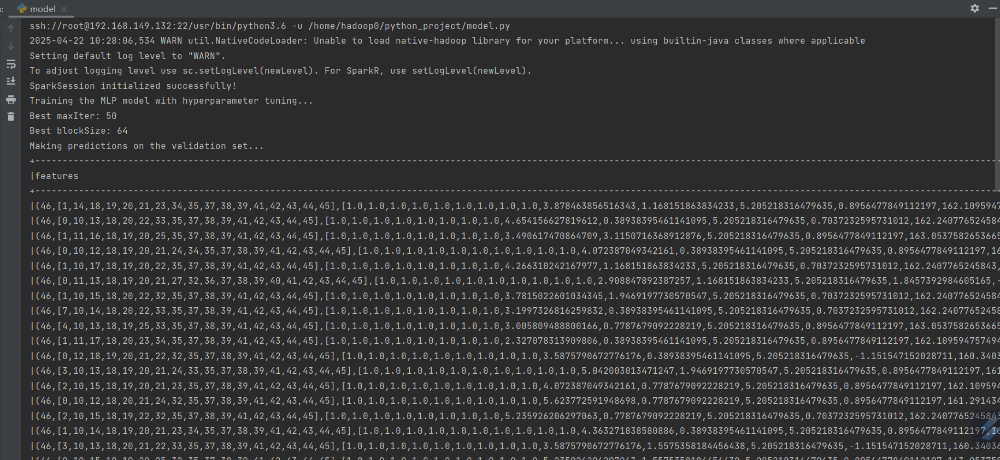 : model
ssh://root@192.168.149.132:22/usr/bin/python3.6 -u /home/hadoop0/python_project/model.py
2025-04-22 10:28:06,534 WARN util.NativeCodeLoader: Unable to load native-hadoop library for your platform... using builtin-java classes where applicable
Setting default log level to "WARN".
To adjust logging level use sc.setLogLevel(newLevel). For SparkR, use setLogLevel(newLevel).
SparkSession initialized successfully!
Training the MLP model with hyperparameter tuning...
Best maxIter: 50
Best blockSize: 64
Making predictions on the validation set...
|features
|(46,[1,14,18,19,20,21,23,34,35,37,38,39,41,42,43,44,45],[1.0,1.0,1.0,1.0,1.0,1.0,1.0,1.0,1.0,3.878463856516343,1.168151863834233,5.205218316479635,0.8956477849112197,162.1095947
|(46,[0,10,13,18,20,22,33,35,37,38,39,41,42,43,44,45],[1.0,1.0,1.0,1.0,1.0,1.0,1.0,1.0,4.654156627819612,0.38938395461141095,5.205218316479635,0.7037232595731012,162.2407765245843
|(46,[1,11,16,18,19,20,25,35,37,38,39,41,42,43,44,45],[1.0,1.0,1.0,1.0,1.0,1.0,1.0,1.0,3.490617470864709,3.1150716368912876,5.205218316479635,0.8956477849112197,163.0537582653665
|(46,[0,10,12,18,19,20,21,24,34,35,37,38,39,41,42,43,44,45],[1.0,1.0,1.0,1.0,1.0,1.0,1.0,1.0,1.0,1.0,4.072387049342161,0.38938395461141095,5.205218316479635,0.8956477849112197,16
|(46,[1,10,17,18,19,20,22,35,37,38,39,41,42,43,44,45],[1.0,1.0,1.0,1.0,1.0,1.0,1.0,1.0,4.266310242167977,1.168151863834233,5.205218316479635,0.7037232595731012,162.2407765245843,
|(46,[0,11,13,18,19,20,21,27,32,36,37,38,39,40,41,42,43,44,45],[1.0,1.0,1.0,1.0,1.0,1.0,1.0,1.0,1.0,1.0,2.908847892387257,1.168151863834233,5.205218316479635,1.8457392984605165,-
|(46,[1,10,15,18,20,22,32,35,37,38,39,41,42,43,44,45],[1.0,1.0,1.0,1.0,1.0,1.0,1.0,1.0,3.7815022601034345,1.9469197730570547,5.205218316479635,0.7037232595731012,162.240776524584
|(46,[7,10,14,18,20,22,33,35,37,38,39,41,42,43,44,45],[1.0,1.0,1.0,1.0,1.0,1.0,1.0,1.0,3.1997326816259832,0.38938395461141095,5.205218316479635,0.7037232595731012,162.24077652458
|(46,[4,10,13,18,19,25,33,35,37,38,39,41,42,43,44,45],[1.0,1.0,1.0,1.0,1.0,1.0,1.0,1.0,3.005809488800166,0.7787679092228219,5.205218316479635,0.8956477849112197,163.0537582653665
|(46,[1,11,17,18,20,23,34,35,37,38,39,41,42,43,44,45],[1.0,1.0,1.0,1.0,1.0,1.0,1.0,1.0,2.327078313909806,0.38938395461141095,5.205218316479635,0.8956477849112197,162.109594757494
|(46,[0,12,18,19,20,21,22,32,35,37,38,39,41,42,43,44,45],[1.0,1.0,1.0,1.0,1.0,1.0,1.0,1.0,1.0,3.5875790672776176,0.38938395461141095,5.205218316479635,-1.151547152028711,160.3403
|(46,[3,10,13,18,19,20,21,24,33,35,37,38,39,41,42,43,44,45],[1.0,1.0,1.0,1.0,1.0,1.0,1.0,1.0,1.0,1.0,5.042003013471247,1.9469197730570547,5.205218316479635,0.8956477849112197,161
|(46,[2,10,15,18,19,20,21,23,35,37,38,39,41,42,43,44,45],[1.0,1.0,1.0,1.0,1.0,1.0,1.0,1.0,1.0,4.072387049342161,0.7787679092228219,5.205218316479635,0.8956477849112197,162.109594
|(46,[0,10,12,18,20,21,24,32,35,37,38,39,41,42,43,44,45],[1.0,1.0,1.0,1.0,1.0,1.0,1.0,1.0,1.0,5.623772591948698,0.7787679092228219,5.205218316479635,0.8956477849112197,161.291434
|(46,[2,10,15,18,19,22,32,35,37,38,39,41,42,43,44,45],[1.0,1.0,1.0,1.0,1.0,1.0,1.0,1.0,5.235926206297063,0.7787679092228219,5.205218316479635,0.7037232595731012,162.2407765245843
|(46,[1,10,14,18,19,20,21,23,34,35,37,38,39,41,42,43,44,45],[1.0,1.0,1.0,1.0,1.0,1.0,1.0,1.0,1.0,1.0,4.363271838580886,0.38938395461141095,5.205218316479635,0.8956477849112197,16
|(46,[3,10,13,18,20,21,22,33,35,37,38,39,41,42,43,44,45],[1.0,1.0,1.0,1.0,1.0,1.0,1.0,1.0,1.0,3.5875790672776176,1.5575358184456438,5.205218316479635,-1.151547152028711,160.34036